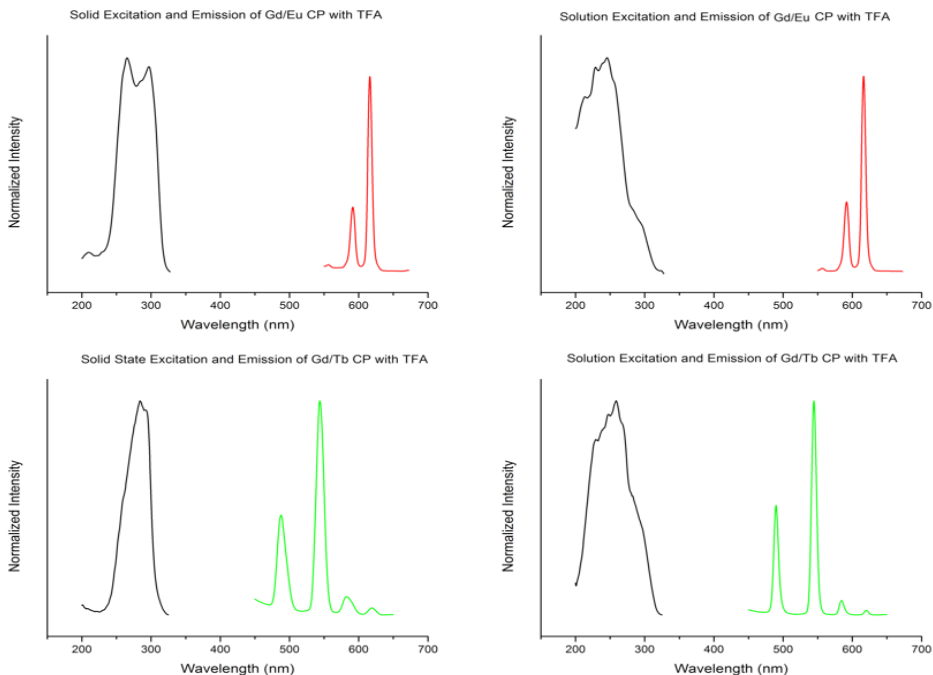 Solid Excitation and Emission of Gd/Eu CP with TFA
Normalized Intensity
200 300 400 500 600 700
Wavelength (nm)
Solution Excitation and Emission of Gd/Eu CP with TFA
Normalized Intensity
200 300 400 500 600 700
Wavelength (nm)
Solid State Excitation and Emission of Gd/Tb CP with TFA
Normalized Intensity
200 300 400 500 600 700
Wavelength (nm)
Solution Excitation and Emission of Gd/Tb CP with TFA
Normalized Intensity
200 300 400 500 600 700
Wavelength (nm)